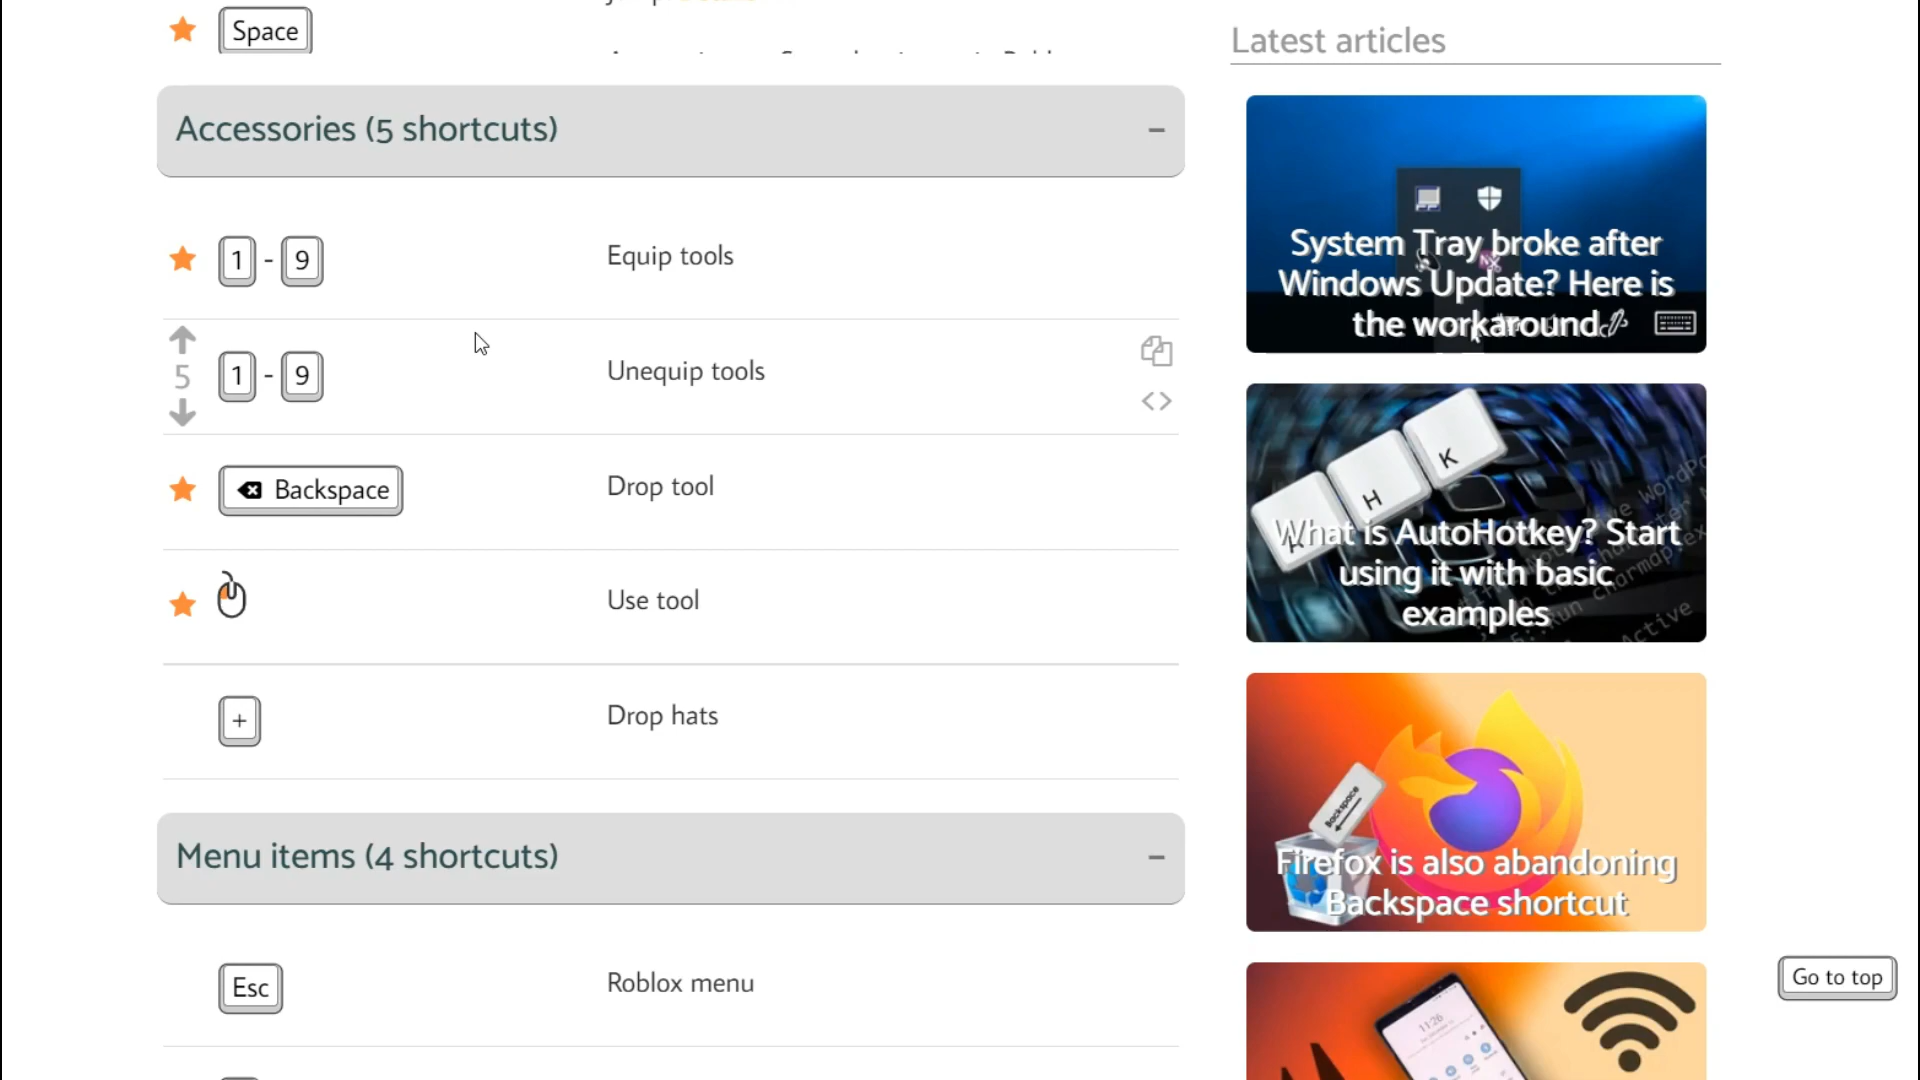 Space
Accessories (5 shortcuts)
1 - 9 Equip tools
5
1 - 9 Unequip tools
Backspace Drop tool
Use tool
+ Drop hats
Menu items (4 shortcuts)
Esc Roblox menu
Latest articles
System Tray broke after
Windows Update? Here is
the workaround
H
K
What is AutoHotkey? Start
using it with basic
examples
Backspace
Firefox is also abandoning
Backspace shortcut
11:26
Go to top